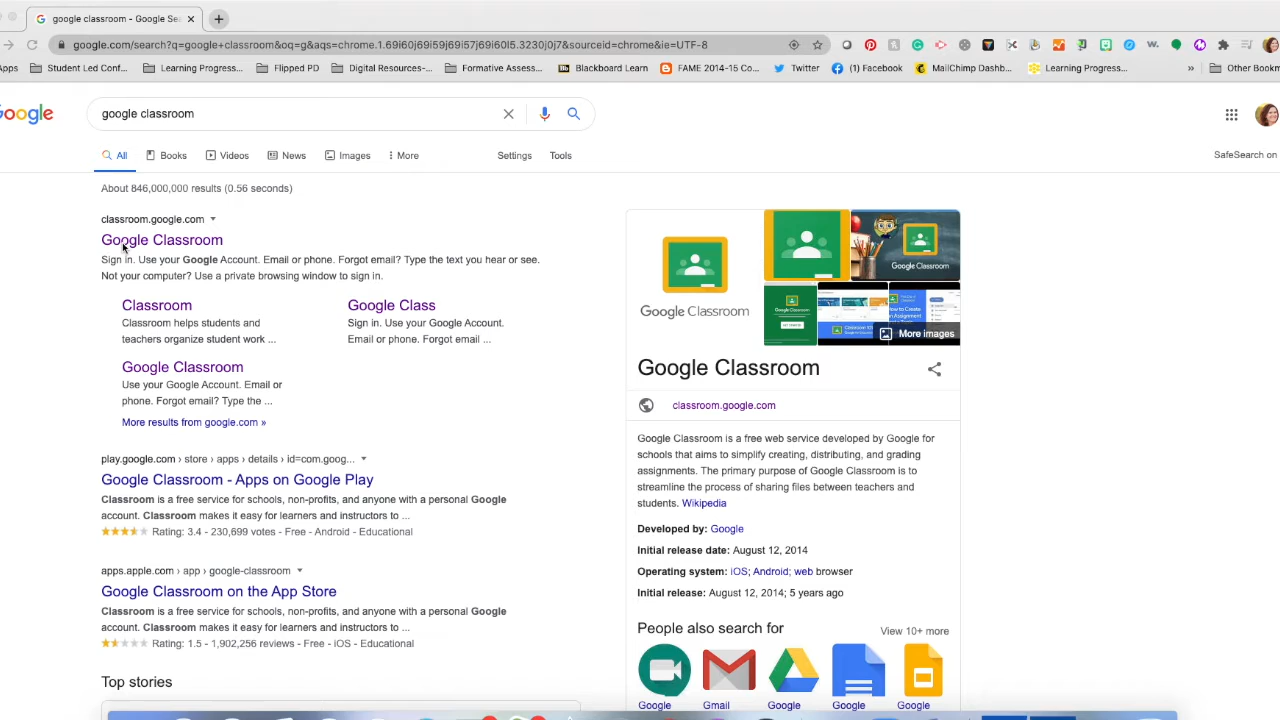 google classroom - Google Se
google.com/search?q=google+classroom&oq=g&aqs=chrome.1.69i60j69i59j69i57j69i60l5.3230j0j7&sourceid=chrome&ie=UTF-8
Apps Student Led Conf... Learning Progress... Flipped PD Digital Resources-... Formative Assess... Bb Blackboard Learn FAME 2014-15 Co... Twitter (1) Facebook MailChimp Dashb... Learning Progress... » Other Bookm
Google
google classroom
All Books Videos News Images More Settings Tools
SafeSearch on
About 846,000,000 results (0.56 seconds)
classroom.google.com
Google Classroom
Sign in. Use your Google Account. Email or phone. Forgot email? Type the text you hear or see.
Not your computer? Use a private browsing window to sign in.
Classroom
Classroom helps students and
teachers organize student work ...
Google Class
Sign in. Use your Google Account.
Email or phone. Forgot email ...
Google Classroom
Use your Google Account. Email or
phone. Forgot email? Type the ...
More results from google.com »
play.google.com › store › apps › details › id=com.goog...
Google Classroom - Apps on Google Play
Classroom is a free service for schools, non-profits, and anyone with a personal Google
account. Classroom makes it easy for learners and instructors to ...
Rating: 3.4 - 230,699 votes - Free - Android - Educational
apps.apple.com › app › google-classroom
Google Classroom on the App Store
Classroom is a free service for schools, non-profits, and anyone with a personal Google
account. Classroom makes it easy for learners and instructors to ...
Rating: 1.5 - 1,902,256 reviews - Free - iOS - Educational
Top stories
Google Classroom
Google Classroom
More images
Google Classroom
classroom.google.com
Google Classroom is a free web service developed by Google for
schools that aims to simplify creating, distributing, and grading
assignments. The primary purpose of Google Classroom is to
streamline the process of sharing files between teachers and
students. Wikipedia
Developed by: Google
Initial release date: August 12, 2014
Operating system: iOS; Android; web browser
Initial release: August 12, 2014; 5 years ago
People also search for
View 10+ more
Google Gmail Google Google Google